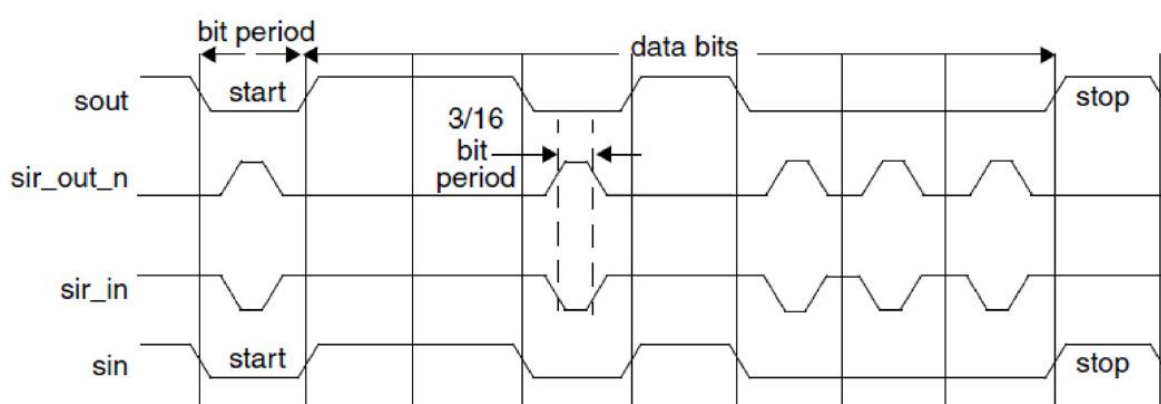 bit period
data bits
sout
start
stop
3/16
bit
period
sir_out_n
sir_in
sin
start
stop